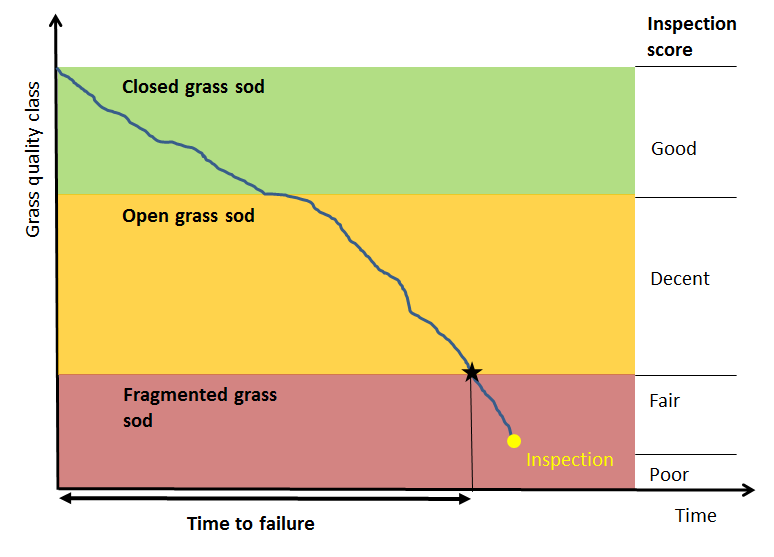 Inspection
score
Closed grass sod
Good
Grass quality class
Open grass sod
Decent
Fragmented grass
sod
Fair
Inspection
Poor
Time to failure
Time